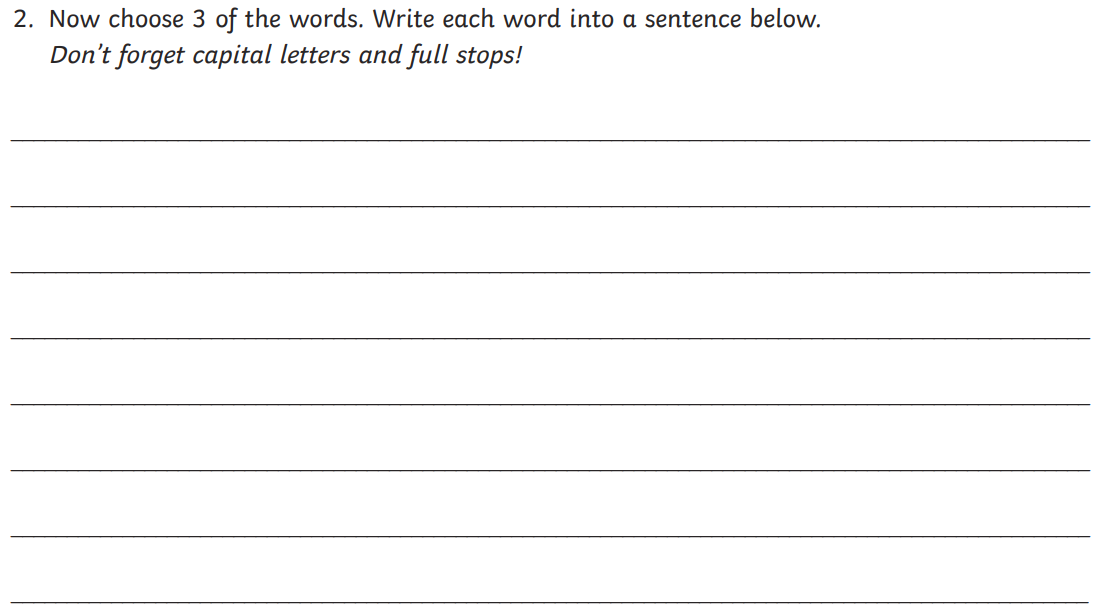 2. Now choose 3 of the words. Write each word into a sentence below.
Don't forget capital letters and full stops!